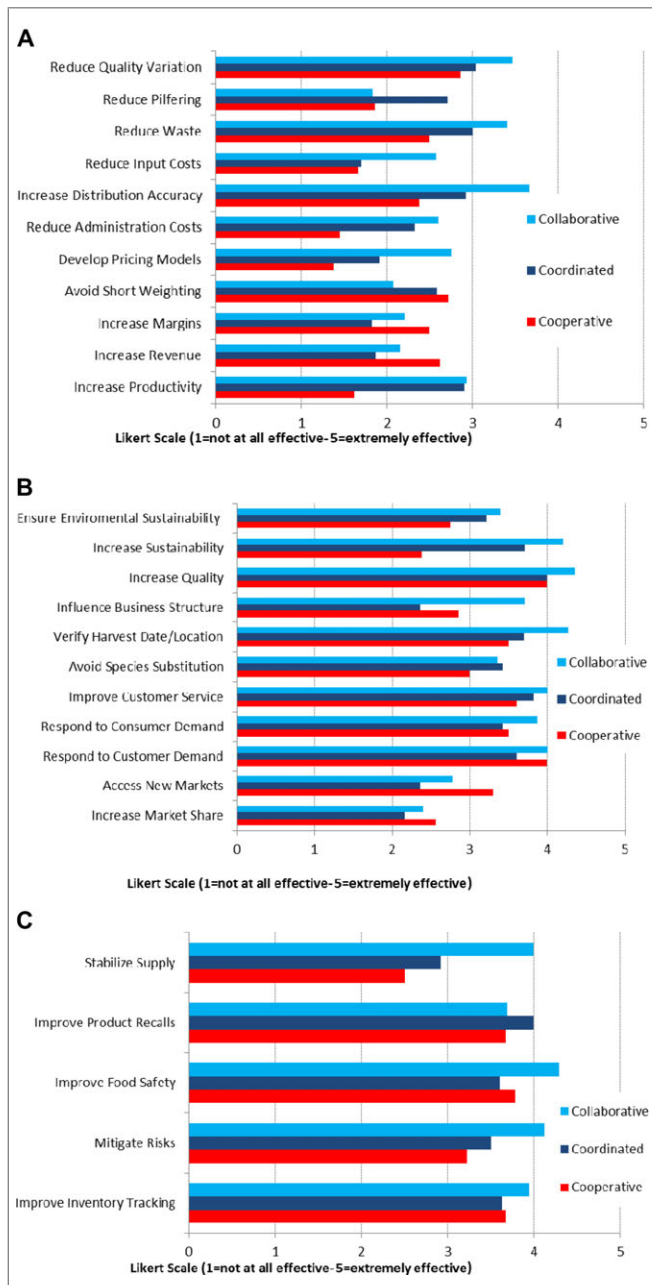 A
Reduce Quality Variation
Reduce Pilfering
Reduce Waste
Reduce Input Costs
Increase Distribution Accuracy
Reduce Administration Costs
Develop Pricing Models
Avoid Short Weighting
Increase Margins
Increase Revenue
Increase Productivity
Collaborative
Coordinated
Cooperative
0 1 2 3 4 5
Likert Scale (1=not at all effective-5=extremely effective)
B
Ensure Enviromental Sustainability
Increase Sustainability
Increase Quality
Influence Business Structure
Verify Harvest Date/Location
Avoid Species Substitution
Improve Customer Service
Respond to Consumer Demand
Respond to Customer Demand
Access New Markets
Increase Market Share
Collaborative
Coordinated
Cooperative
0 1 2 3 4 5
Likert Scale (1=not at all effective-5=extremely effective)
C
Stabilize Supply
Improve Product Recalls
Improve Food Safety
Mitigate Risks
Improve Inventory Tracking
Collaborative
Coordinated
Cooperative
0 1 2 3 4 5
Likert Scale (1=not at all effective-5=extremely effective)